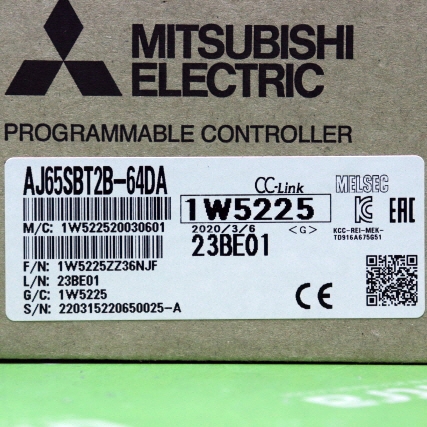 MITSUBISHI
ELECTRIC
PROGRAMMABLE CONTROLLER
AJ65SBT2B-64DA
CC-Link
MELSEC
1W5225
M/C: 1W522520030601
2020/3/6
<G>
KCC-REI-MEK-
TD916A675651
EAC
23BE01
F/N: 1W5225ZZ36NJF
L/N: 23BE01
G/C: 1W5225
S/N: 220315220650025-A
CE